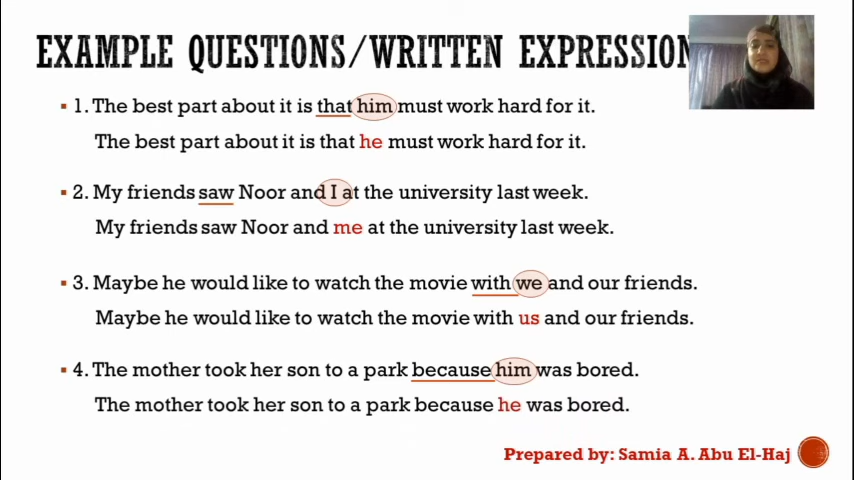 EXAMPLE QUESTIONS/WRITTEN EXPRESSION
1. The best part about it is that him must work hard for it.
The best part about it is that he must work hard for it.
2. My friends saw Noor and I at the university last week.
My friends saw Noor and me at the university last week.
3. Maybe he would like to watch the movie with we and our friends.
Maybe he would like to watch the movie with us and our friends.
4. The mother took her son to a park because him was bored.
The mother took her son to a park because he was bored.
Prepared by: Samia A. Abu El-Haj